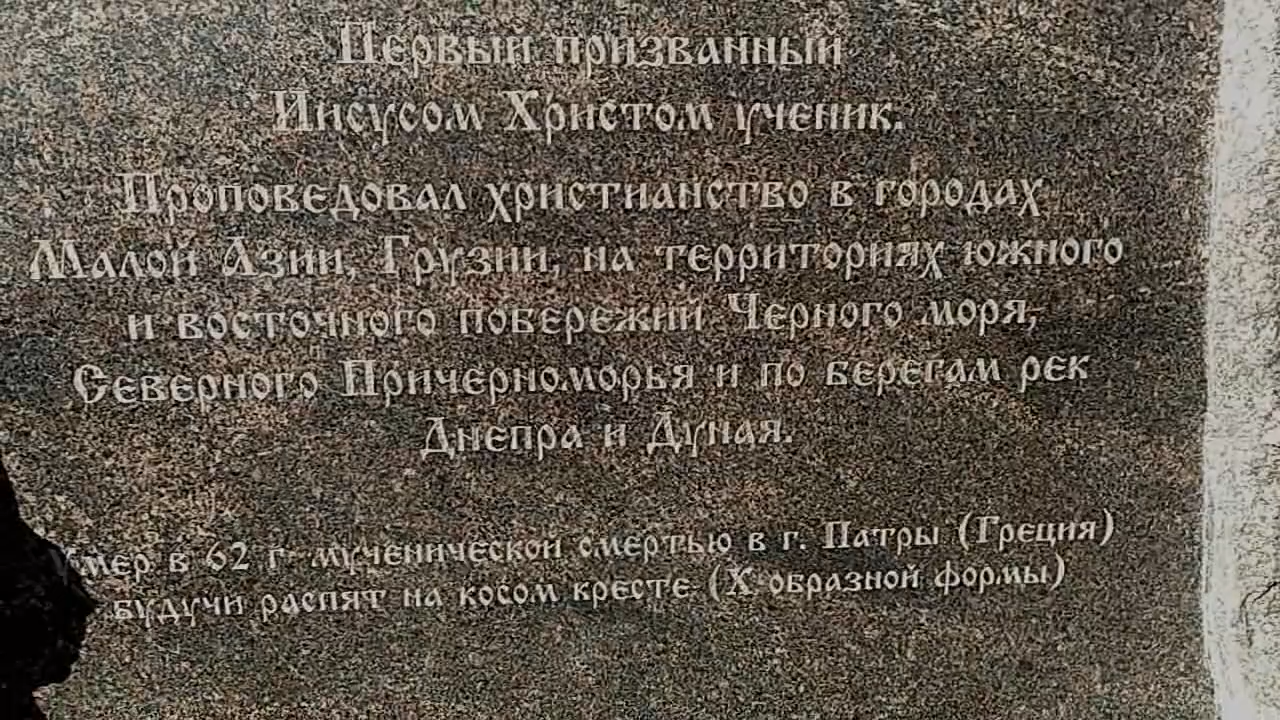 Первый призванный
Иисусом Христом ученик.
Проповедовал христианство в городах
Малой Азии, Грузии, на территориях южного
и восточного побережий Черного моря,
Северного Причерноморья и по берегам рек
Днепра и Дуная.
Умер в 62 г. мученической смертью в г. Патры (Греция)
будучи распят на косом кресте (Х-образной формы)